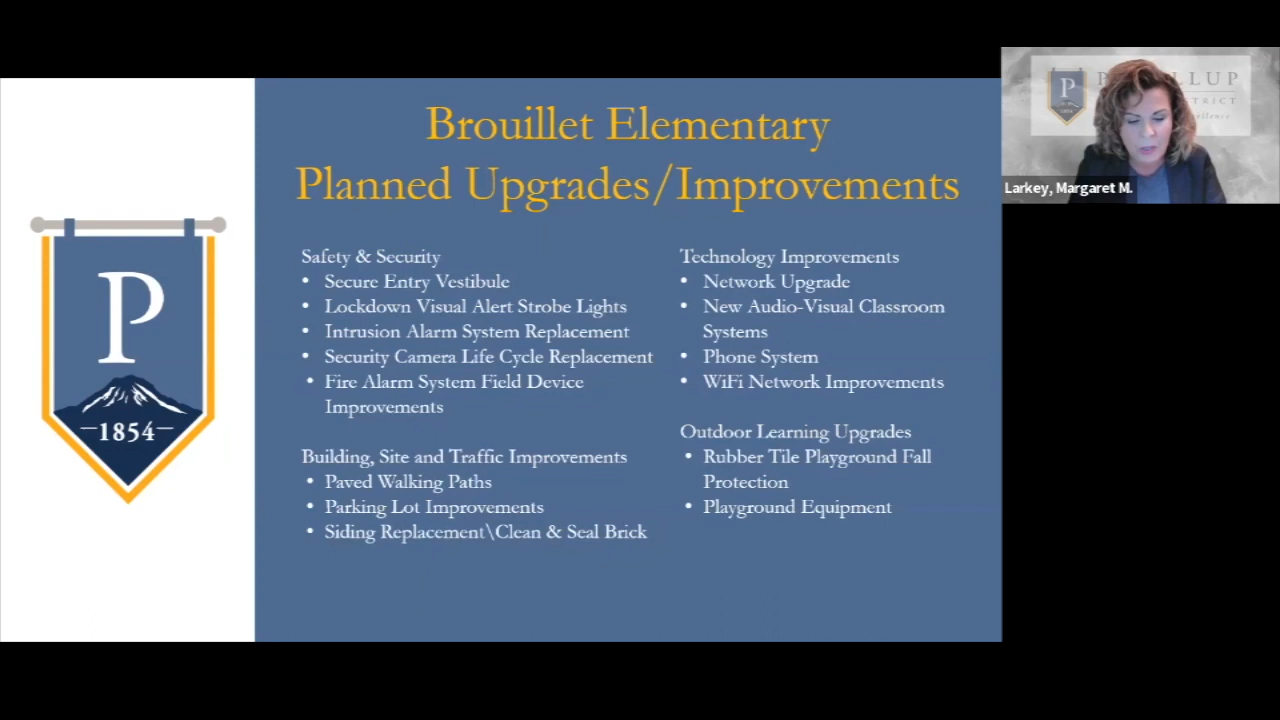 Brouillet Elementary
Planned Upgrades/Improvements
Safety & Security
• Secure Entry Vestibule
• Lockdown Visual Alert Strobe Lights
• Intrusion Alarm System Replacement
• Security Camera Life Cycle Replacement
• Fire Alarm System Field Device
Improvements
Building, Site and Traffic Improvements
• Paved Walking Paths
• Parking Lot Improvements
• Siding Replacement\Clean & Seal Brick
Technology Improvements
• Network Upgrade
• New Audio-Visual Classroom
Systems
• Phone System
• WiFi Network Improvements
Outdoor Learning Upgrades
• Rubber Tile Playground Fall
Protection
• Playground Equipment
P
1854
P
Larkey, Margaret M.